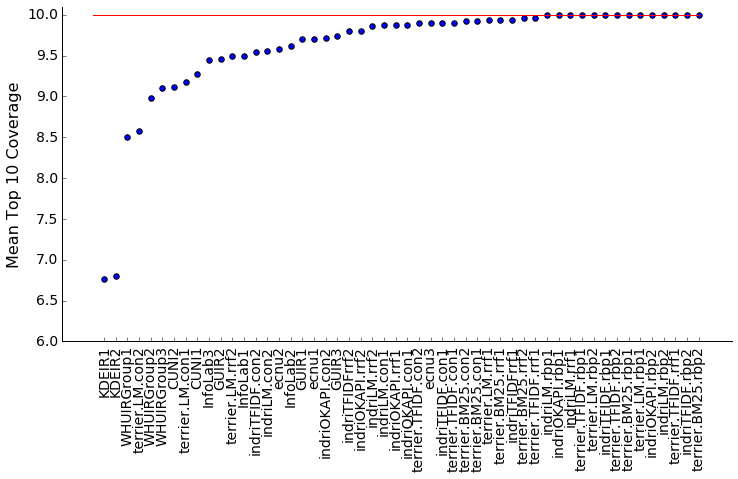 10.0
9.5
9.0
8.5
8.0
7.5
7.0
6.5
6.0
Mean Top 10 Coverage
KDEIR1
KDEIR2
WHUIRGroup1
terrier.LM.con2
WHUIRGroup2
WHUIRGroup3
CUNI2
terrier.LM.con1
CUNI1
InfoLab3
GUIR2
terrier.LM.rrf2
InfoLab1
indriTFIDF.con2
indriLM.con2
ecnu2
InfoLab2
GUIR1
ecnu1
indriOKAPI.con2
GUIR3
indriTFIDFrrf2
indriOKAPI.rrf2
indriLM.rrf2
indriLM.con1
indriOKAPI.rrf1
indriOKAPI.con1
terrier.TFIDF.con2
ecnu3
indriTFIDF.con1
terrier.TFIDF.con1
terrier.BM25.con2
terrier.BM25.con1
terrier.LM.rrf1
terrier.BM25.rrf1
indriTFIDFrrf1
terrier.BM25.rrf2
terrier.TFIDF.rrf1
indriLM.rbp1
indriOKAPI.rbp1
indriLM.rrf1
terrier.TFIDF.rbp1
terrier.LM.rbp2
indriTFIDF.rbp1
terrier.TFIDF.rbp2
terrier.BM25.rbp1
terrier.LM.rbp1
indriOKAPI.rbp2
indriLM.rbp2
terrier.TFIDF.rrf1
indriTFIDF.rbp2
terrier.BM25.rbp2